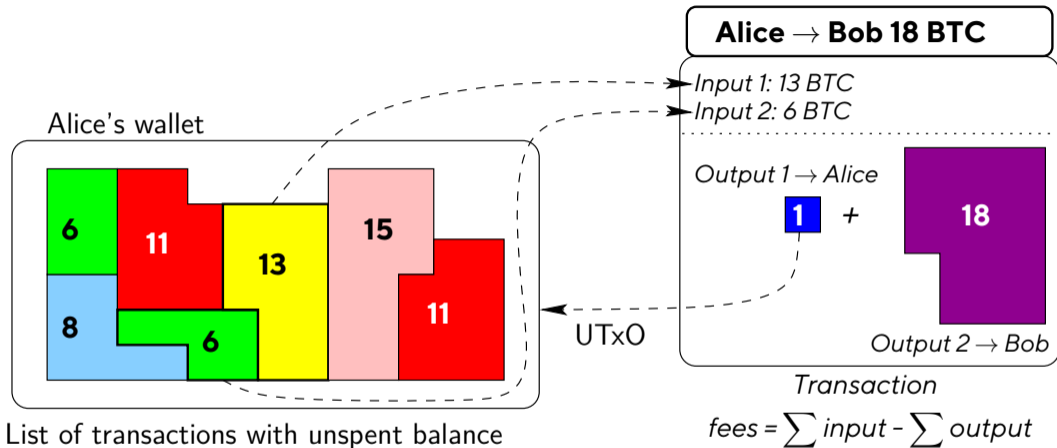 Alice → Bob 18 BTC
Input 1: 13 BTC
Input 2: 6 BTC
Alice's wallet
Output 1 → Alice
6
11
13
15
1
+
18
8
6
11
UTxO
Output 2 → Bob
Transaction
List of transactions with unspent balance
fees = ∑ input - ∑ output